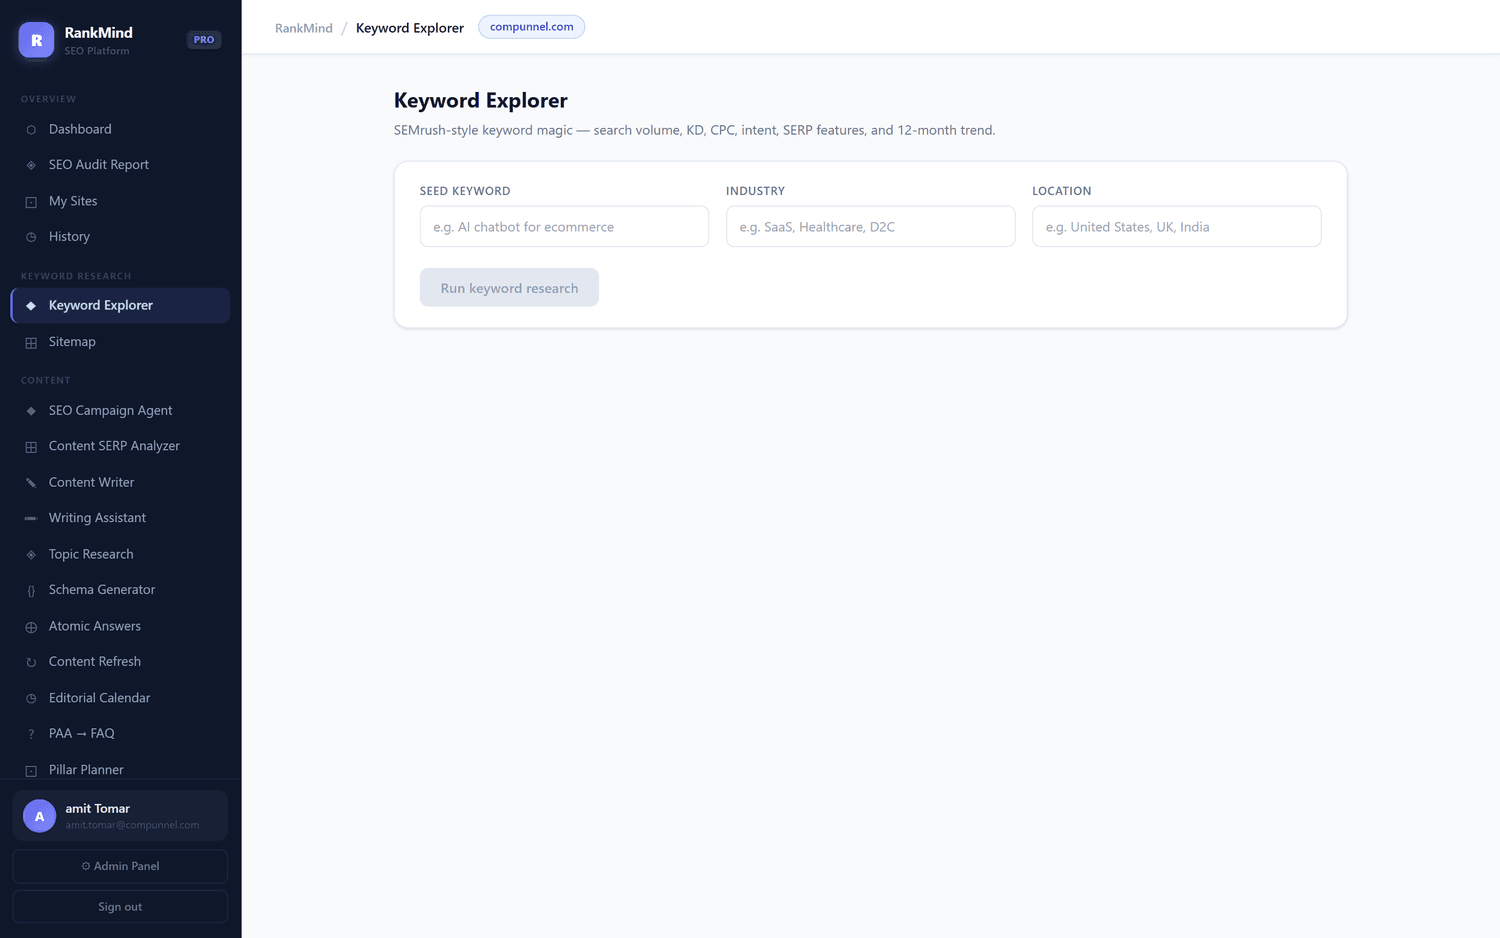 R
RankMind
SEO Platform
PRO
OVERVIEW
Dashboard
SEO Audit Report
My Sites
History
KEYWORD RESEARCH
Keyword Explorer
Sitemap
CONTENT
SEO Campaign Agent
Content SERP Analyzer
Content Writer
Writing Assistant
Topic Research
{} Schema Generator
Atomic Answers
Content Refresh
Editorial Calendar
? PAA → FAQ
Pillar Planner
A
amit Tomar
amit.tomar@compunnel.com
⚙ Admin Panel
Sign out
RankMind / Keyword Explorer compunnel.com
Keyword Explorer
SEMrush-style keyword magic — search volume, KD, CPC, intent, SERP features, and 12-month trend.
SEED KEYWORD INDUSTRY LOCATION
e.g. AI chatbot for ecommerce e.g. SaaS, Healthcare, D2C e.g. United States, UK, India
Run keyword research